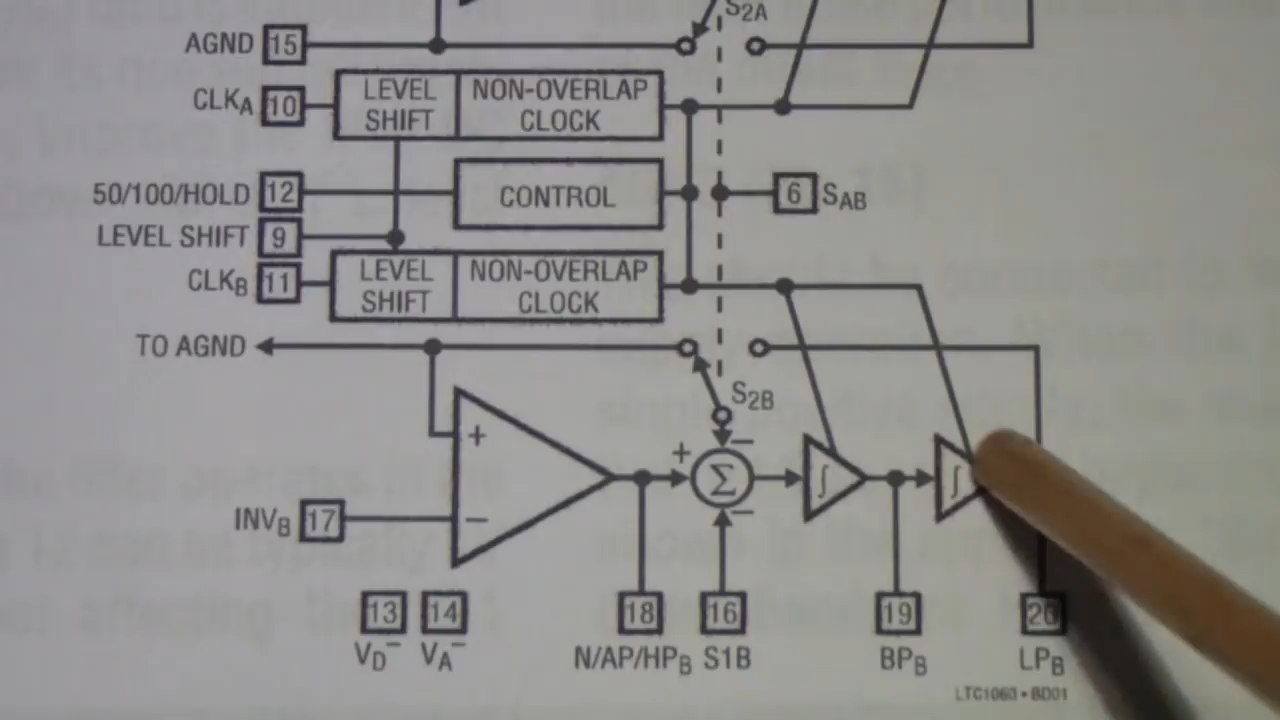 S2A
AGND 15
CLKA 10
LEVEL SHIFT
NON-OVERLAP CLOCK
50/100/HOLD 12
CONTROL
6 SAB
LEVEL SHIFT 9
CLKB 11
LEVEL SHIFT
NON-OVERLAP CLOCK
TO AGND
S2B
+
+
−
Σ
∫
∫
INVB 17
−
−
13 14 18 16 19 20
VD− VA− N/AP/HPB S1B BPB LPB
LTC1060 • BD01